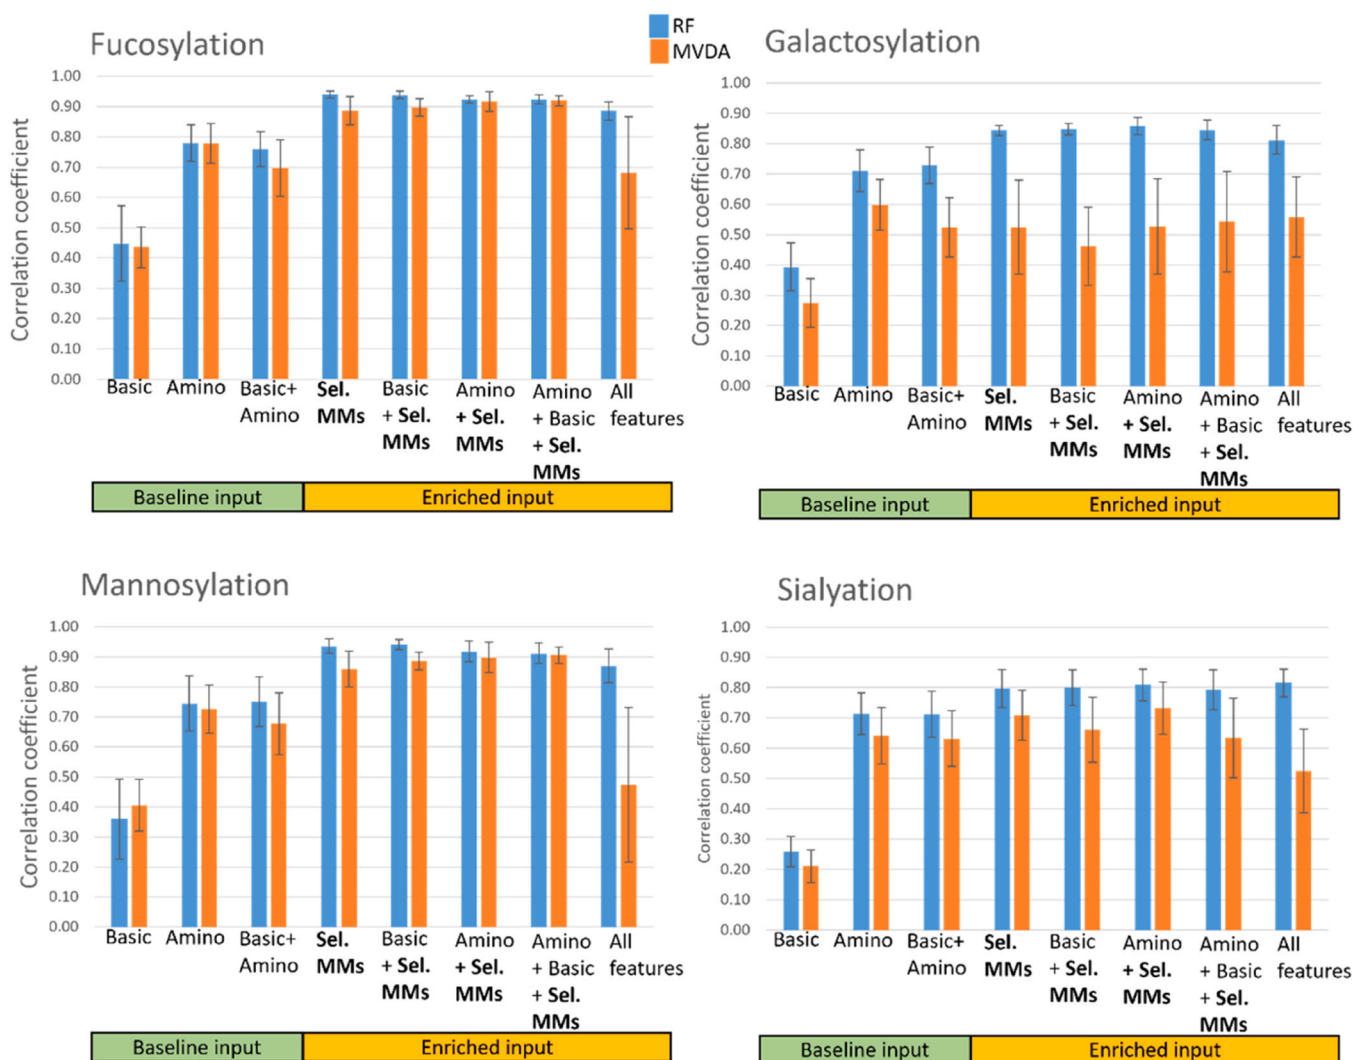 Fucosylation
RF
MVDA
Galactosylation
Correlation coefficient
1.00
0.90
0.80
0.70
0.60
0.50
0.40
0.30
0.20
0.10
0.00
Basic
Amino
Basic+
Amino
Sel.
MMs
Basic
+ Sel.
MMs
Amino
+ Sel.
MMs
Amino
+ Basic
+ Sel.
MMs
All
features
Baseline input
Enriched input
Correlation coefficient
1.00
0.90
0.80
0.70
0.60
0.50
0.40
0.30
0.20
0.10
0.00
Basic
Amino
Basic+
Amino
Sel.
MMs
Basic
+ Sel.
MMs
Amino
+ Sel.
MMs
Amino
+ Basic
+ Sel.
MMs
All
features
Baseline input
Enriched input
Mannosylation
Correlation coefficient
1.00
0.90
0.80
0.70
0.60
0.50
0.40
0.30
0.20
0.10
0.00
Basic
Amino
Basic+
Amino
Sel.
MMs
Basic
+ Sel.
MMs
Amino
+ Sel.
MMs
Amino
+ Basic
+ Sel.
MMs
All
features
Baseline input
Enriched input
Sialyation
Correlation coefficient
1.00
0.90
0.80
0.70
0.60
0.50
0.40
0.30
0.20
0.10
0.00
Basic
Amino
Basic+
Amino
Sel.
MMs
Basic
+ Sel.
MMs
Amino
+ Sel.
MMs
Amino
+ Basic
+ Sel.
MMs
All
features
Baseline input
Enriched input